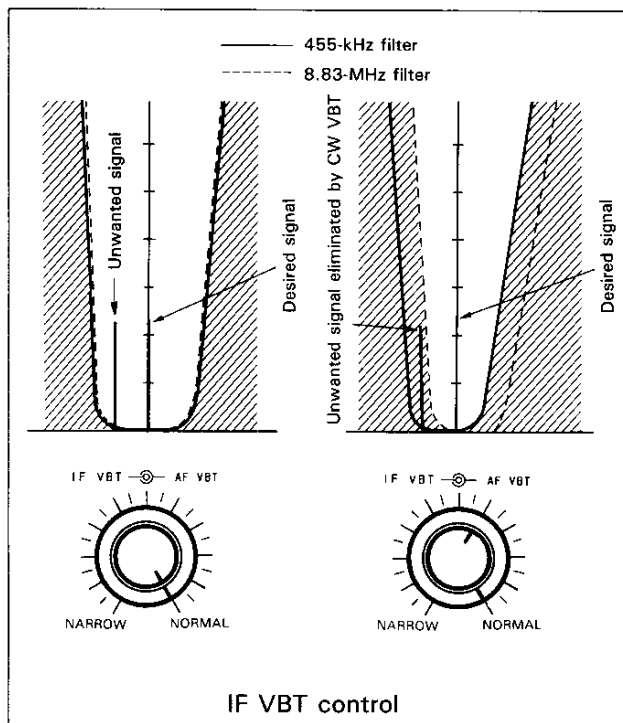 455-kHz filter
8.83-MHz filter
Unwanted signal
Desired signal
Unwanted signal eliminated by CW VBT
Desired signal
IF VBT AF VBT
NARROW NORMAL
IF VBT AF VBT
NARROW NORMAL
IF VBT control